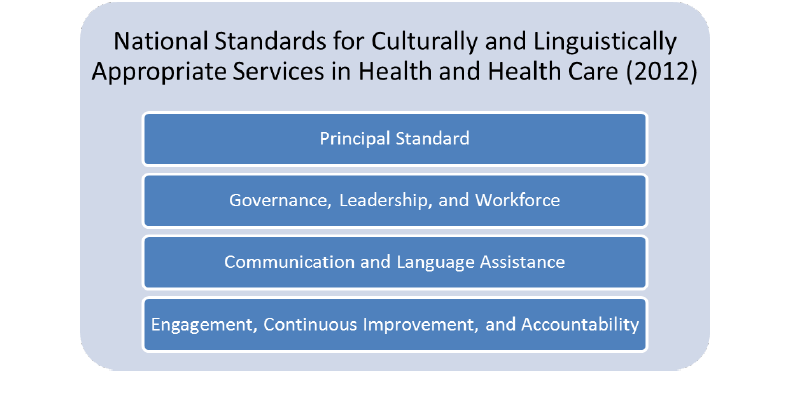 National Standards for Culturally and Linguistically
Appropriate Services in Health and Health Care (2012)
Principal Standard
Governance, Leadership, and Workforce
Communication and Language Assistance
Engagement, Continuous Improvement, and Accountability